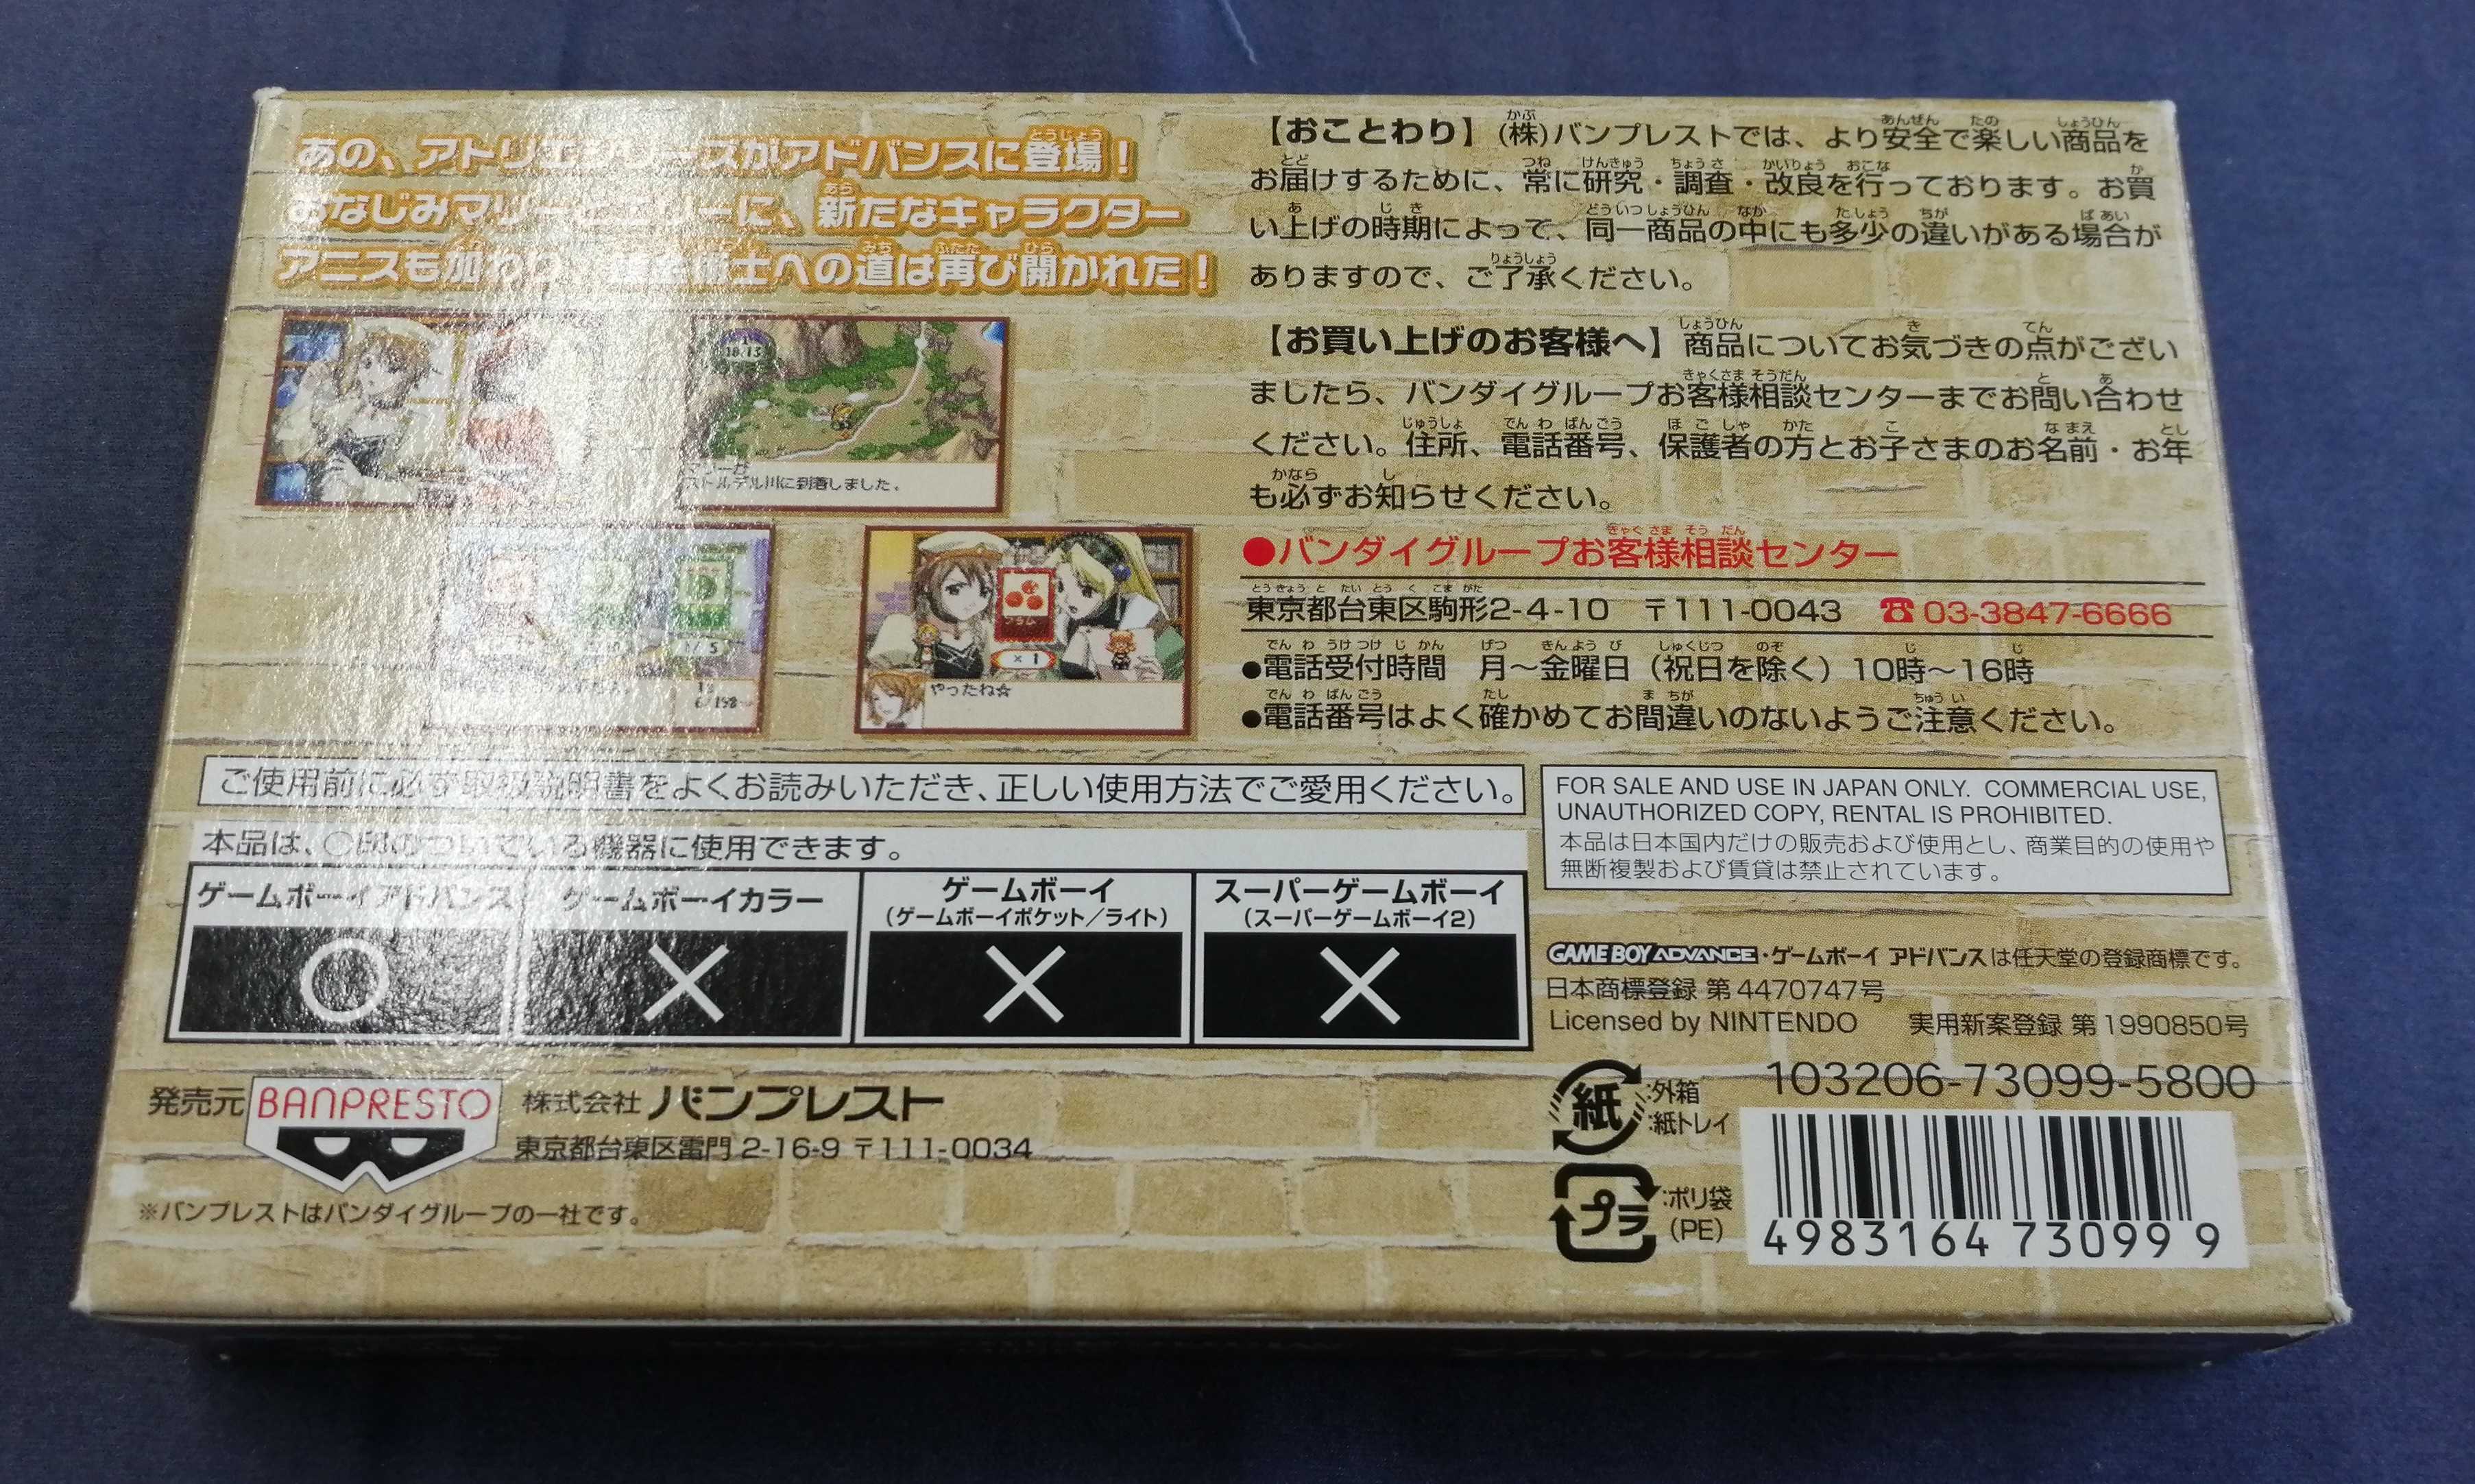 あの、アトリエシリーズがアドバンスに登場！
おなじみマリーとエリーに、新たなキャラクター
アニスも加わり、錬金術士への道は再び開かれた！
マリーが
ストルデル川に到着しました。
1/5
6/198
フラム
×1
やったね☆
【おことわり】(株)バンプレストでは、より安全で楽しい商品を
お届けするために、常に研究・調査・改良を行っております。お買
い上げの時期によって、同一商品の中にも多少の違いがある場合が
ありますので、ご了承ください。
【お買い上げのお客様へ】商品についてお気づきの点がござい
ましたら、バンダイグループお客様相談センターまでお問い合わせ
ください。住所、電話番号、保護者の方とお子さまのお名前・お年
も必ずお知らせください。
●バンダイグループお客様相談センター
東京都台東区駒形2-4-10 〒111-0043 ☎03-3847-6666
●電話受付時間 月～金曜日（祝日を除く）10時～16時
●電話番号はよく確かめてお間違いのないようご注意ください。
ご使用前に必ず取扱説明書をよくお読みいただき、正しい使用方法でご愛用ください。
本品は、○印のついている機器に使用できます。
ゲームボーイアドバンス ゲームボーイカラー ゲームボーイ スーパーゲームボーイ
（ゲームボーイポケット／ライト） （スーパーゲームボーイ2）
○ × × ×
FOR SALE AND USE IN JAPAN ONLY. COMMERCIAL USE,
UNAUTHORIZED COPY, RENTAL IS PROHIBITED.
本品は日本国内だけの販売および使用とし、商業目的の使用や
無断複製および賃貸は禁止されています。
GAME BOY ADVANCE・ゲームボーイ アドバンスは任天堂の登録商標です。
日本商標登録 第4470747号
Licensed by NINTENDO 実用新案登録 第1990850号
発売元 BANPRESTO 株式会社 バンプレスト
東京都台東区雷門 2-16-9 〒111-0034
※バンプレストはバンダイグループの一社です。
紙 :外箱
:紙トレイ
プラ :ポリ袋
(PE)
103206-73099-5800
4983164 73099 9